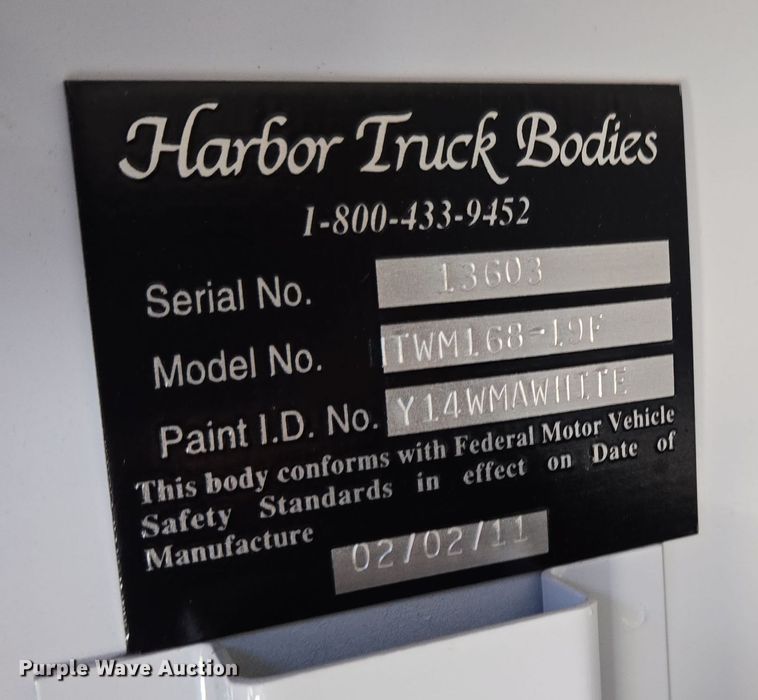 Harbor Truck Bodies
1-800-433-9452
Serial No. 13603
Model No. TWM168-19F
Paint I.D. No. Y14WMAWHITE
This body conforms with Federal Motor Vehicle
Safety Standards in effect on Date of
Manufacture 02/02/11
Purple Wave Auction